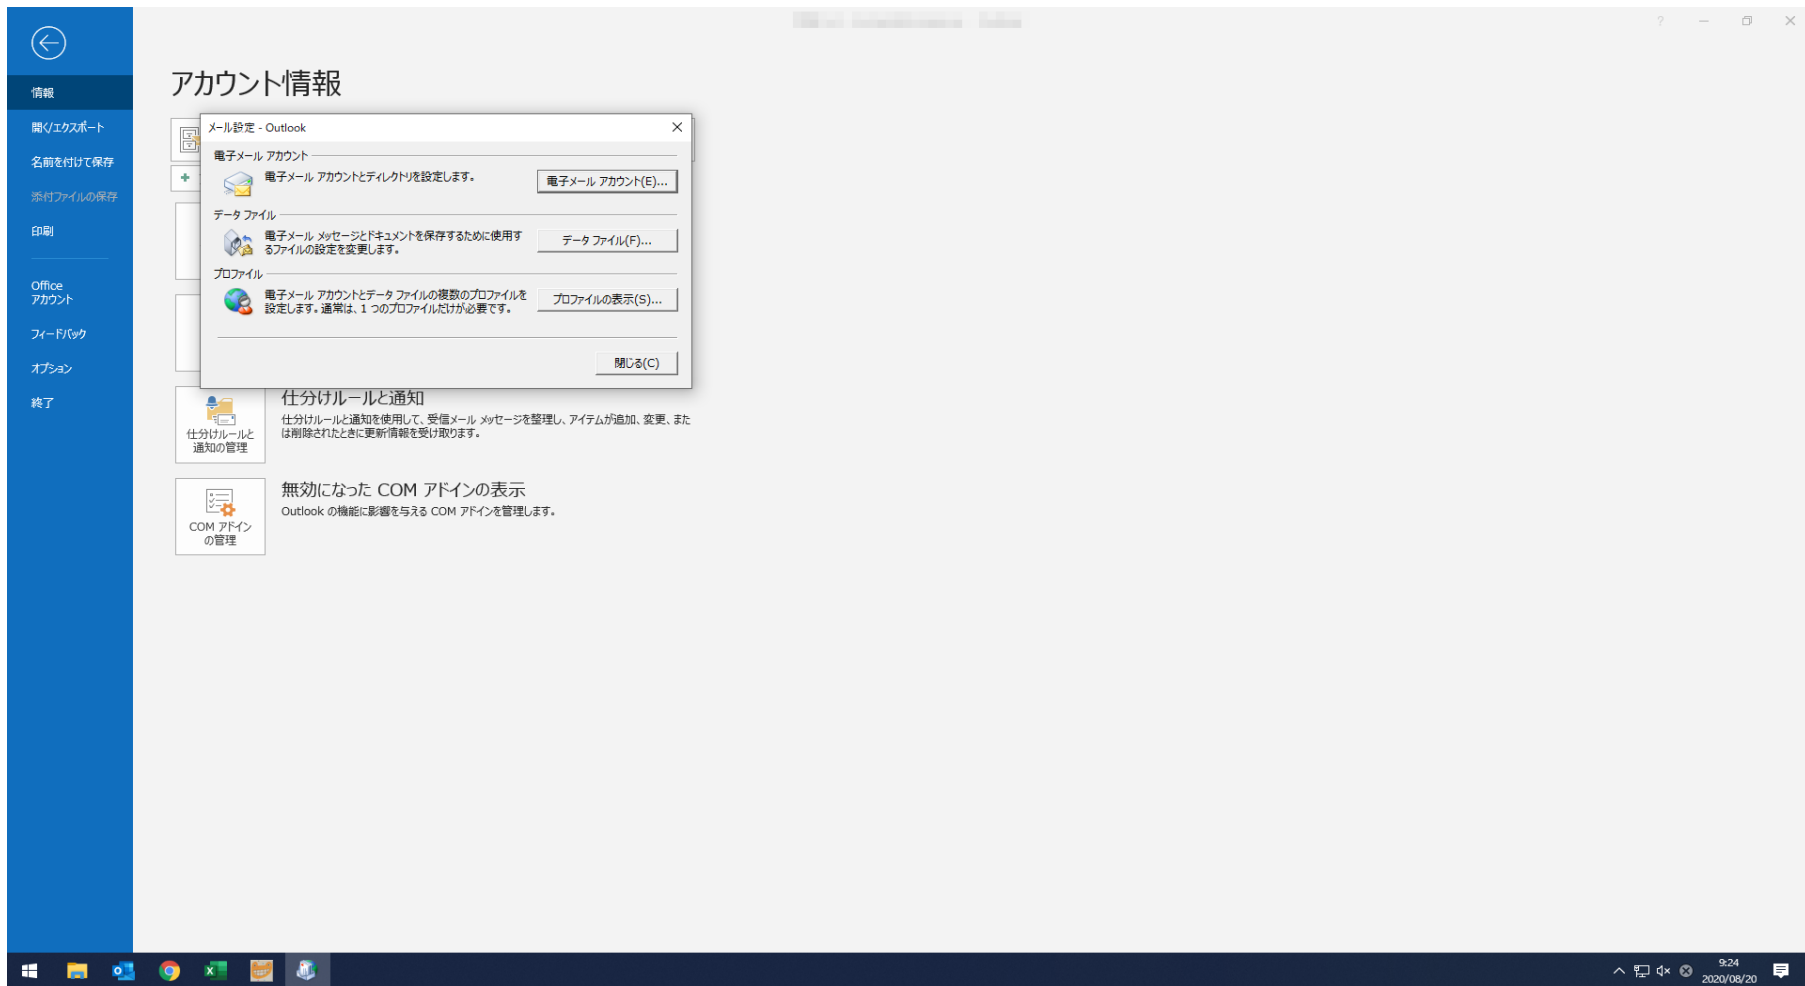 情報
開く/エクスポート
名前を付けて保存
添付ファイルの保存
印刷
Office
アカウント
フィードバック
オプション
終了
アカウント情報
メール設定 - Outlook
電子メール アカウント
電子メール アカウントとディレクトリを設定します。
電子メール アカウント(E)...
データ ファイル
電子メール メッセージとドキュメントを保存するために使用す
るファイルの設定を変更します。
データ ファイル(F)...
プロファイル
電子メール アカウントとデータ ファイルの複数のプロファイルを
設定します。通常は、1 つのプロファイルだけが必要です。
プロファイルの表示(S)...
閉じる(C)
仕分けルールと
通知の管理
仕分けルールと通知
仕分けルールと通知を使用して、受信メール メッセージを整理し、アイテムが追加、変更、また
は削除されたときに更新情報を受け取ります。
COM アドイン
の管理
無効になった COM アドインの表示
Outlook の機能に影響を与える COM アドインを管理します。
9:24
2020/08/20